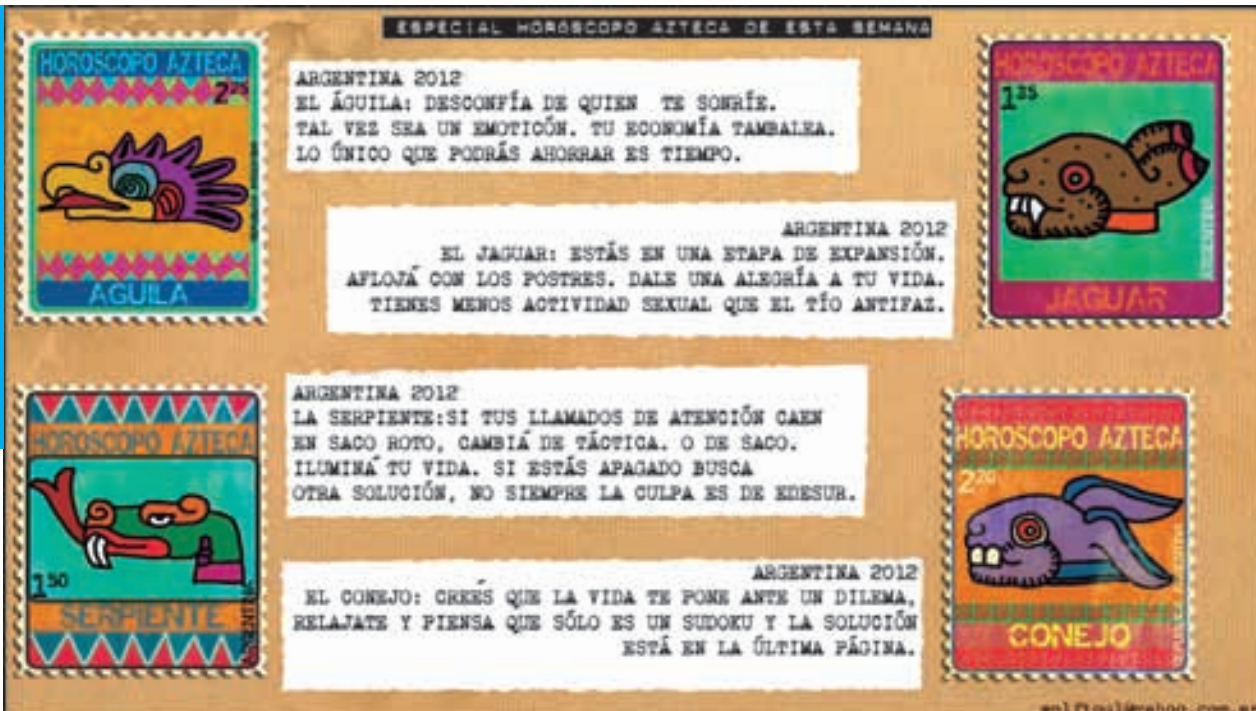 ESPECIAL HORÓSCOPO AZTECA DE ESTA SEMANA
HOROSCOPO AZTECA
2 25
AGUILA
ARGENTINA 2012
EL ÁGUILA: DESCONFÍA DE QUIEN TE SONRÍE.
TAL VEZ SEA UN EMOTICÓN. TU ECONOMÍA TAMBALEA.
LO ÚNICO QUE PODRÁS AHORRAR ES TIEMPO.
HOROSCOPO AZTECA
1 35
JAGUAR
ARGENTINA 2012
EL JAGUAR: ESTÁS EN UNA ETAPA DE EXPANSIÓN.
AFLOJÁ CON LOS POSTRES. DALE UNA ALEGRÍA A TU VIDA.
TIENES MENOS ACTIVIDAD SEXUAL QUE EL TÍO ANTIFAZ.
HOROSCOPO AZTECA
1 50
SERPIENTE
ARGENTINA 2012
LA SERPIENTE:SI TUS LLAMADOS DE ATENCIÓN CAEN
EN SACO ROTO, CAMBIÁ DE TÁCTICA. O DE SACO.
ILUMINÁ TU VIDA. SI ESTÁS APAGADO BUSCA
OTRA SOLUCIÓN, NO SIEMPRE LA CULPA ES DE EDESUR.
HOROSCOPO AZTECA
2 20
CONEJO
ARGENTINA 2012
EL CONEJO: CREÉS QUE LA VIDA TE PONE ANTE UN DILEMA,
RELAJATE Y PIENSA QUE SÓLO ES UN SUDOKU Y LA SOLUCIÓN
ESTÁ EN LA ÚLTIMA PÁGINA.